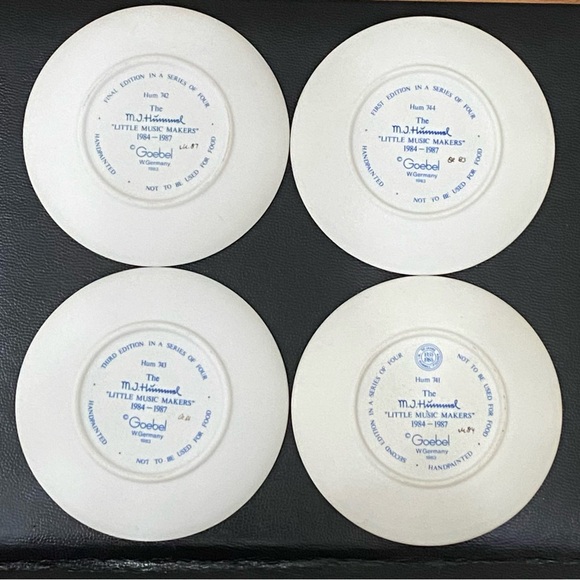 FINAL EDITION IN A SERIES OF FOUR
Hum 742
The
M.J.Hummel
"LITTLE MUSIC MAKERS"
1984-1987
© Goebel
W.Germany
1983
HANDPAINTED · NOT TO BE USED FOR FOOD ·
FIRST EDITION IN A SERIES OF FOUR
Hum 744
The
M.J.Hummel
"LITTLE MUSIC MAKERS"
1984-1987
© Goebel
W.Germany
1983
HANDPAINTED · NOT TO BE USED FOR FOOD ·
THIRD EDITION IN A SERIES OF FOUR
Hum 743
The
M.J.Hummel
"LITTLE MUSIC MAKERS"
1984-1987
© Goebel
W.Germany
1983
HANDPAINTED · NOT TO BE USED FOR FOOD ·
SECOND EDITION IN A SERIES OF FOUR
NOT TO BE USED FOR FOOD
Hum 741
The
M.J.Hummel
"LITTLE MUSIC MAKERS"
1984-1987
© Goebel
W.Germany
1983
· HANDPAINTED ·